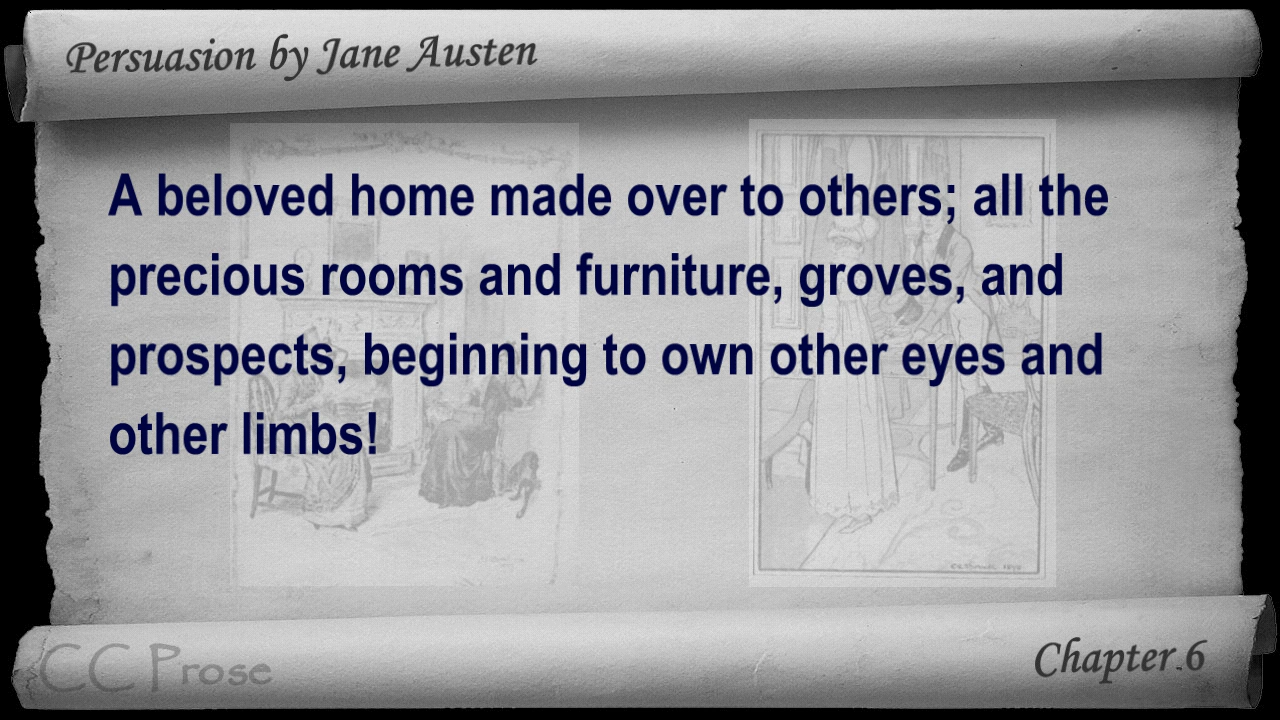 Persuasion by Jane Austen
A beloved home made over to others; all the
precious rooms and furniture, groves, and
prospects, beginning to own other eyes and
other limbs!
CC Prose
Chapter 6